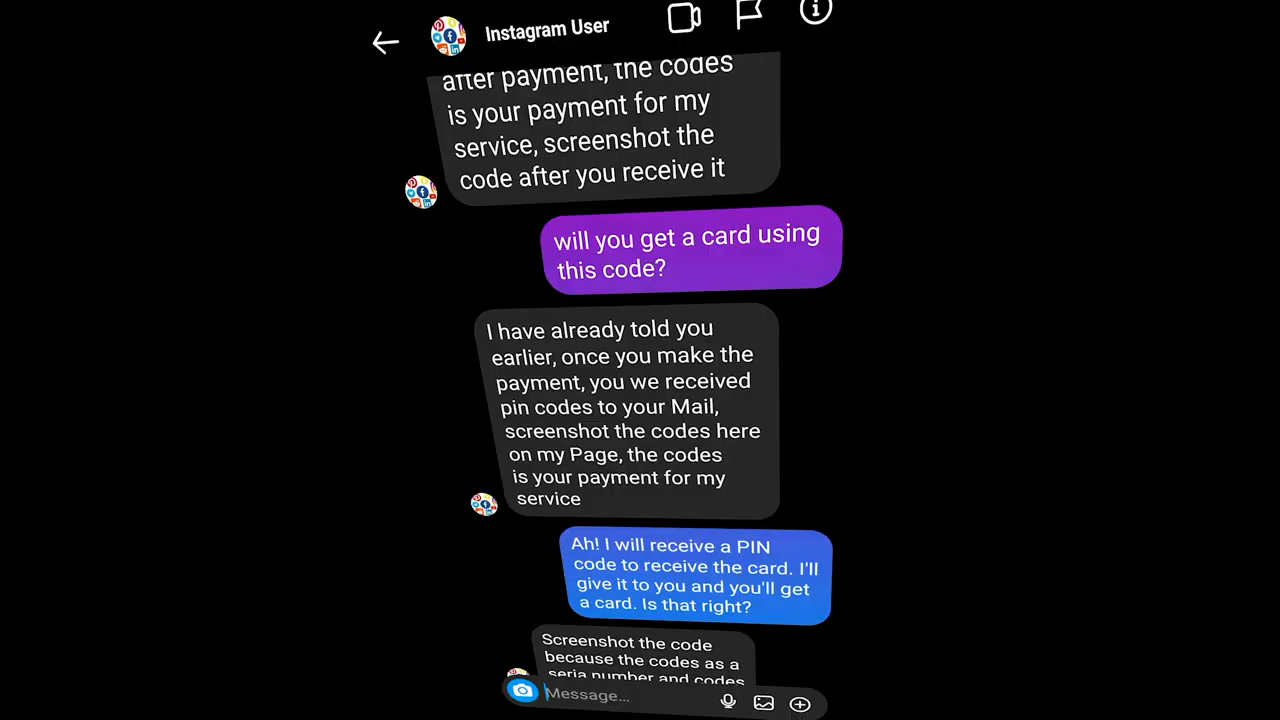 Instagram User
after payment, the codes
is your payment for my
service, screenshot the
code after you receive it
will you get a card using
this code?
I have already told you
earlier, once you make the
payment, you we received
pin codes to your Mail,
screenshot the codes here
on my Page, the codes
is your payment for my
service
Ah! I will receive a PIN
code to receive the card. I'll
give it to you and you'll get
a card. Is that right?
Screenshot the code
because the codes as a
seria number and codes
Message...